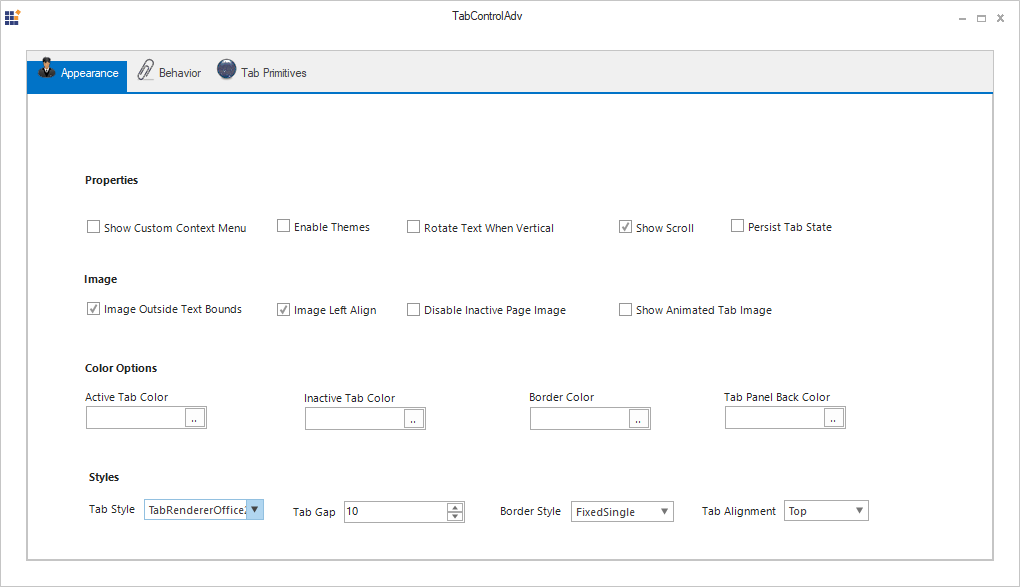 TabControlAdv
Appearance Behavior Tab Primitives
Properties
Show Custom Context Menu Enable Themes Rotate Text When Vertical Show Scroll Persist Tab State
Image
Image Outside Text Bounds Image Left Align Disable Inactive Page Image Show Animated Tab Image
Color Options
Active Tab Color Inactive Tab Color Border Color Tab Panel Back Color
.. .. .. ..
Styles
Tab Style TabRendererOffice Tab Gap 10 Border Style FixedSingle Tab Alignment Top